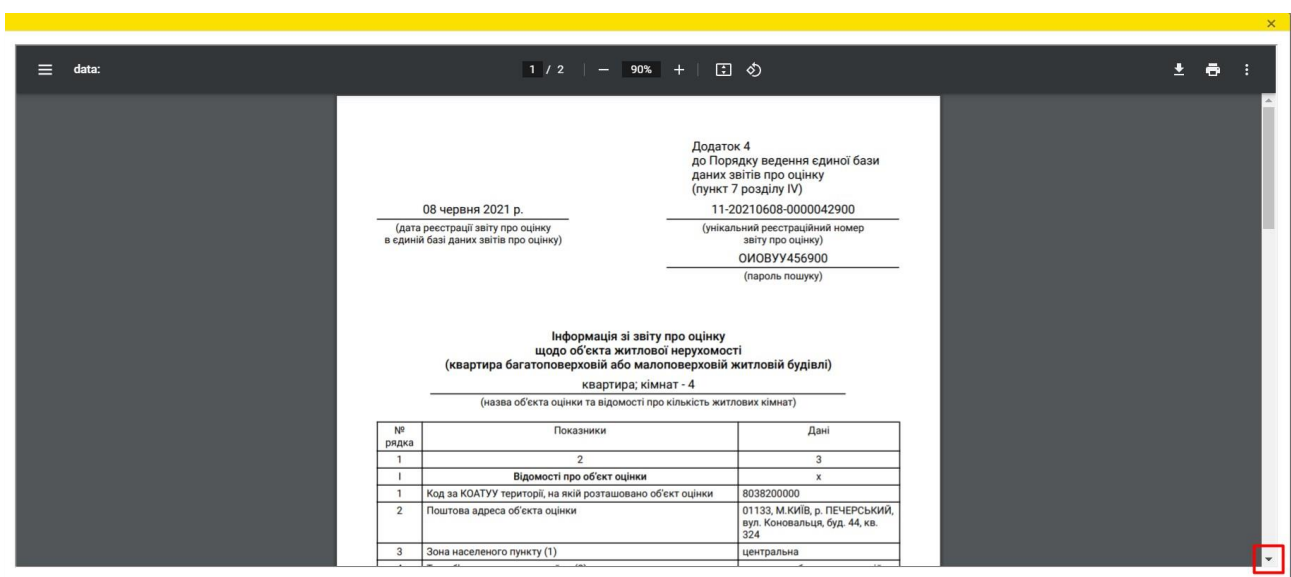 data:
1 / 2
90%
Додаток 4
до Порядку ведення єдиної бази
даних звітів про оцінку
(пункт 7 розділу IV)
08 червня 2021 р.
(дата реєстрації звіту про оцінку
в єдиній базі даних звітів про оцінку)
11-20210608-0000042900
(унікальний реєстраційний номер
звіту про оцінку)
ОИОВУУ456900
(пароль пошуку)
Інформація зі звіту про оцінку
щодо об'єкта житлової нерухомості
(квартира багатоповерховій або малоповерховій житловій будівлі)
квартира; кімнат - 4
(назва об'єкта оцінки та відомості про кількість житлових кімнат)
№
рядка
Показники
Дані
1 2 3
I Відомості про об'єкт оцінки х
1 Код за КОАТУУ території, на якій розташовано об'єкт оцінки 8038200000
2 Поштова адреса об'єкта оцінки 01133, М.КИЇВ, р. ПЕЧЕРСЬКИЙ,
вул. Коновальця, буд. 44, кв.
324
3 Зона населеного пункту (1) центральна